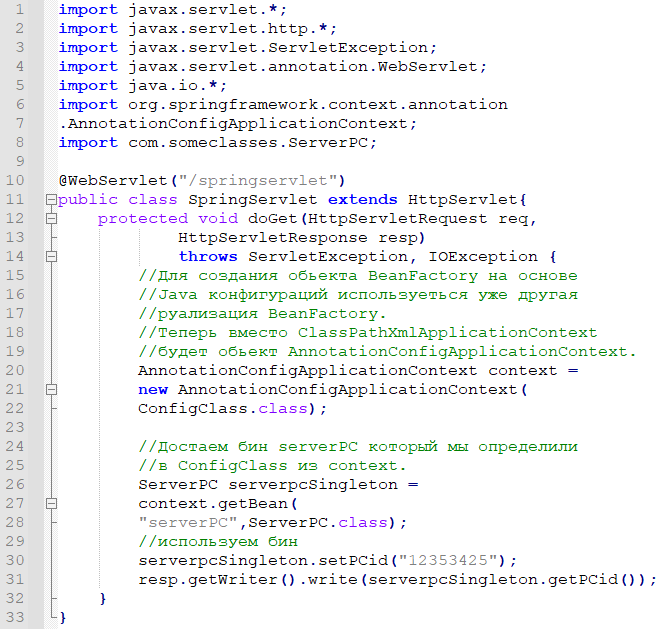 1 import javax.servlet.*;
2 import javax.servlet.http.*;
3 import javax.servlet.ServletException;
4 import javax.servlet.annotation.WebServlet;
5 import java.io.*;
6 import org.springframework.context.annotation
7 .AnnotationConfigApplicationContext;
8 import com.someclasses.ServerPC;
9
10 @WebServlet("/springservlet")
11 public class SpringServlet extends HttpServlet{
12 protected void doGet(HttpServletRequest req,
13 HttpServletResponse resp)
14 throws ServletException, IOException {
15 //Для создания обьекта BeanFactory на основе
16 //Java конфигураций используеться уже другая
17 //руализация BeanFactory.
18 //Теперь вместо ClassPathXmlApplicationContext
19 //будет обьект AnnotationConfigApplicationContext.
20 AnnotationConfigApplicationContext context =
21 new AnnotationConfigApplicationContext(
22 ConfigClass.class);
23
24 //Достаем бин serverPC который мы определили
25 //в ConfigClass из context.
26 ServerPC serverpcSingleton =
27 context.getBean(
28 "serverPC",ServerPC.class);
29 //используем бин
30 serverpcSingleton.setPCid("12353425");
31 resp.getWriter().write(serverpcSingleton.getPCid());
32 }
33 }